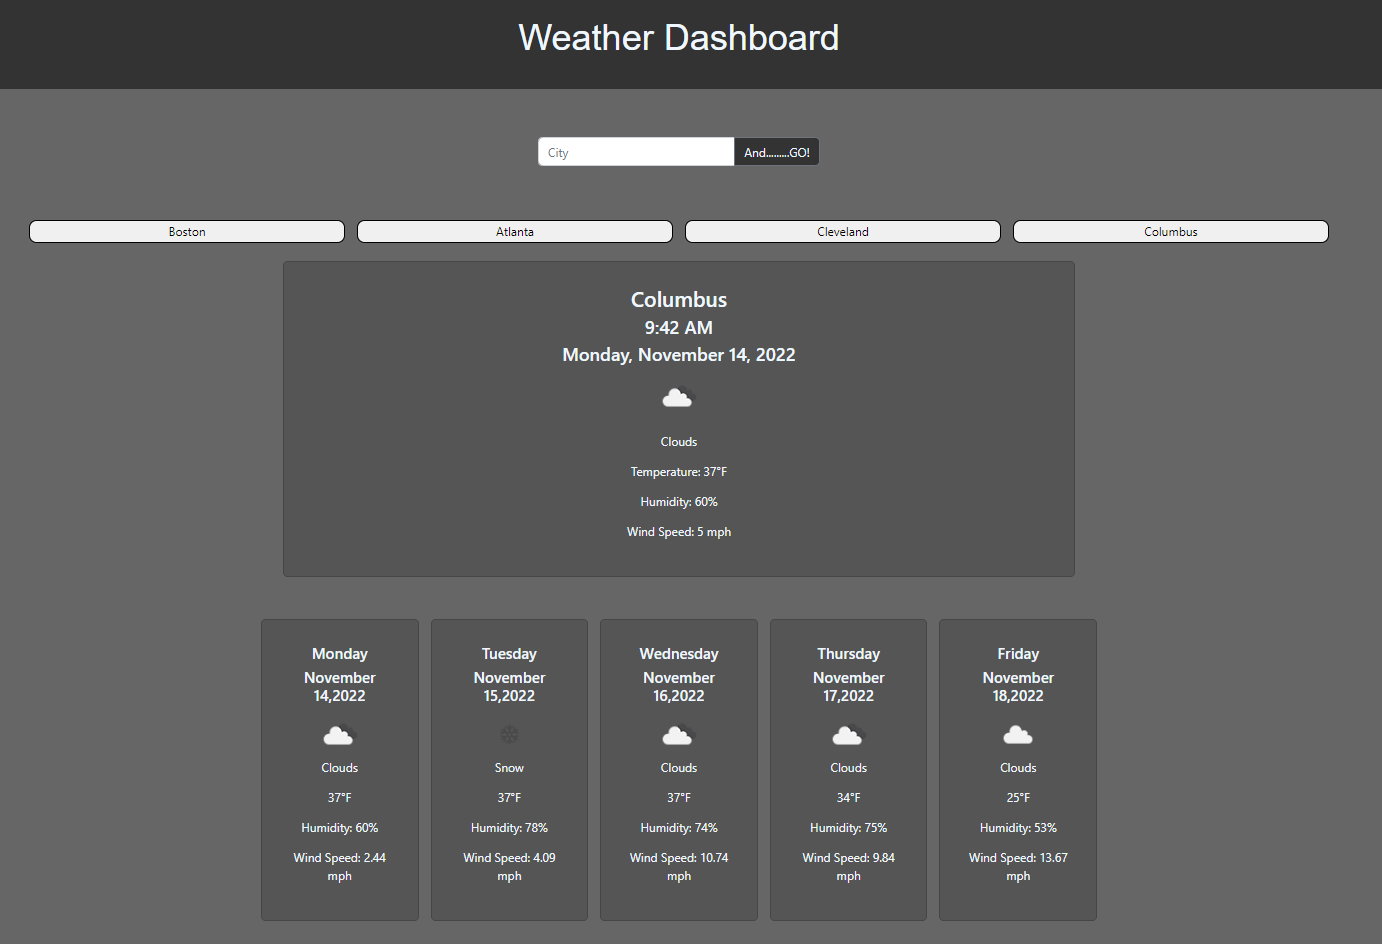 Weather Dashboard
City
And.........GO!
Boston
Atlanta
Cleveland
Columbus
Columbus
9:42 AM
Monday, November 14, 2022
Clouds
Temperature: 37°F
Humidity: 60%
Wind Speed: 5 mph
Monday
November
14,2022
Clouds
37°F
Humidity: 60%
Wind Speed: 2.44
mph
Tuesday
November
15,2022
Snow
37°F
Humidity: 78%
Wind Speed: 4.09
mph
Wednesday
November
16,2022
Clouds
37°F
Humidity: 74%
Wind Speed: 10.74
mph
Thursday
November
17,2022
Clouds
34°F
Humidity: 75%
Wind Speed: 9.84
mph
Friday
November
18,2022
Clouds
25°F
Humidity: 53%
Wind Speed: 13.67
mph